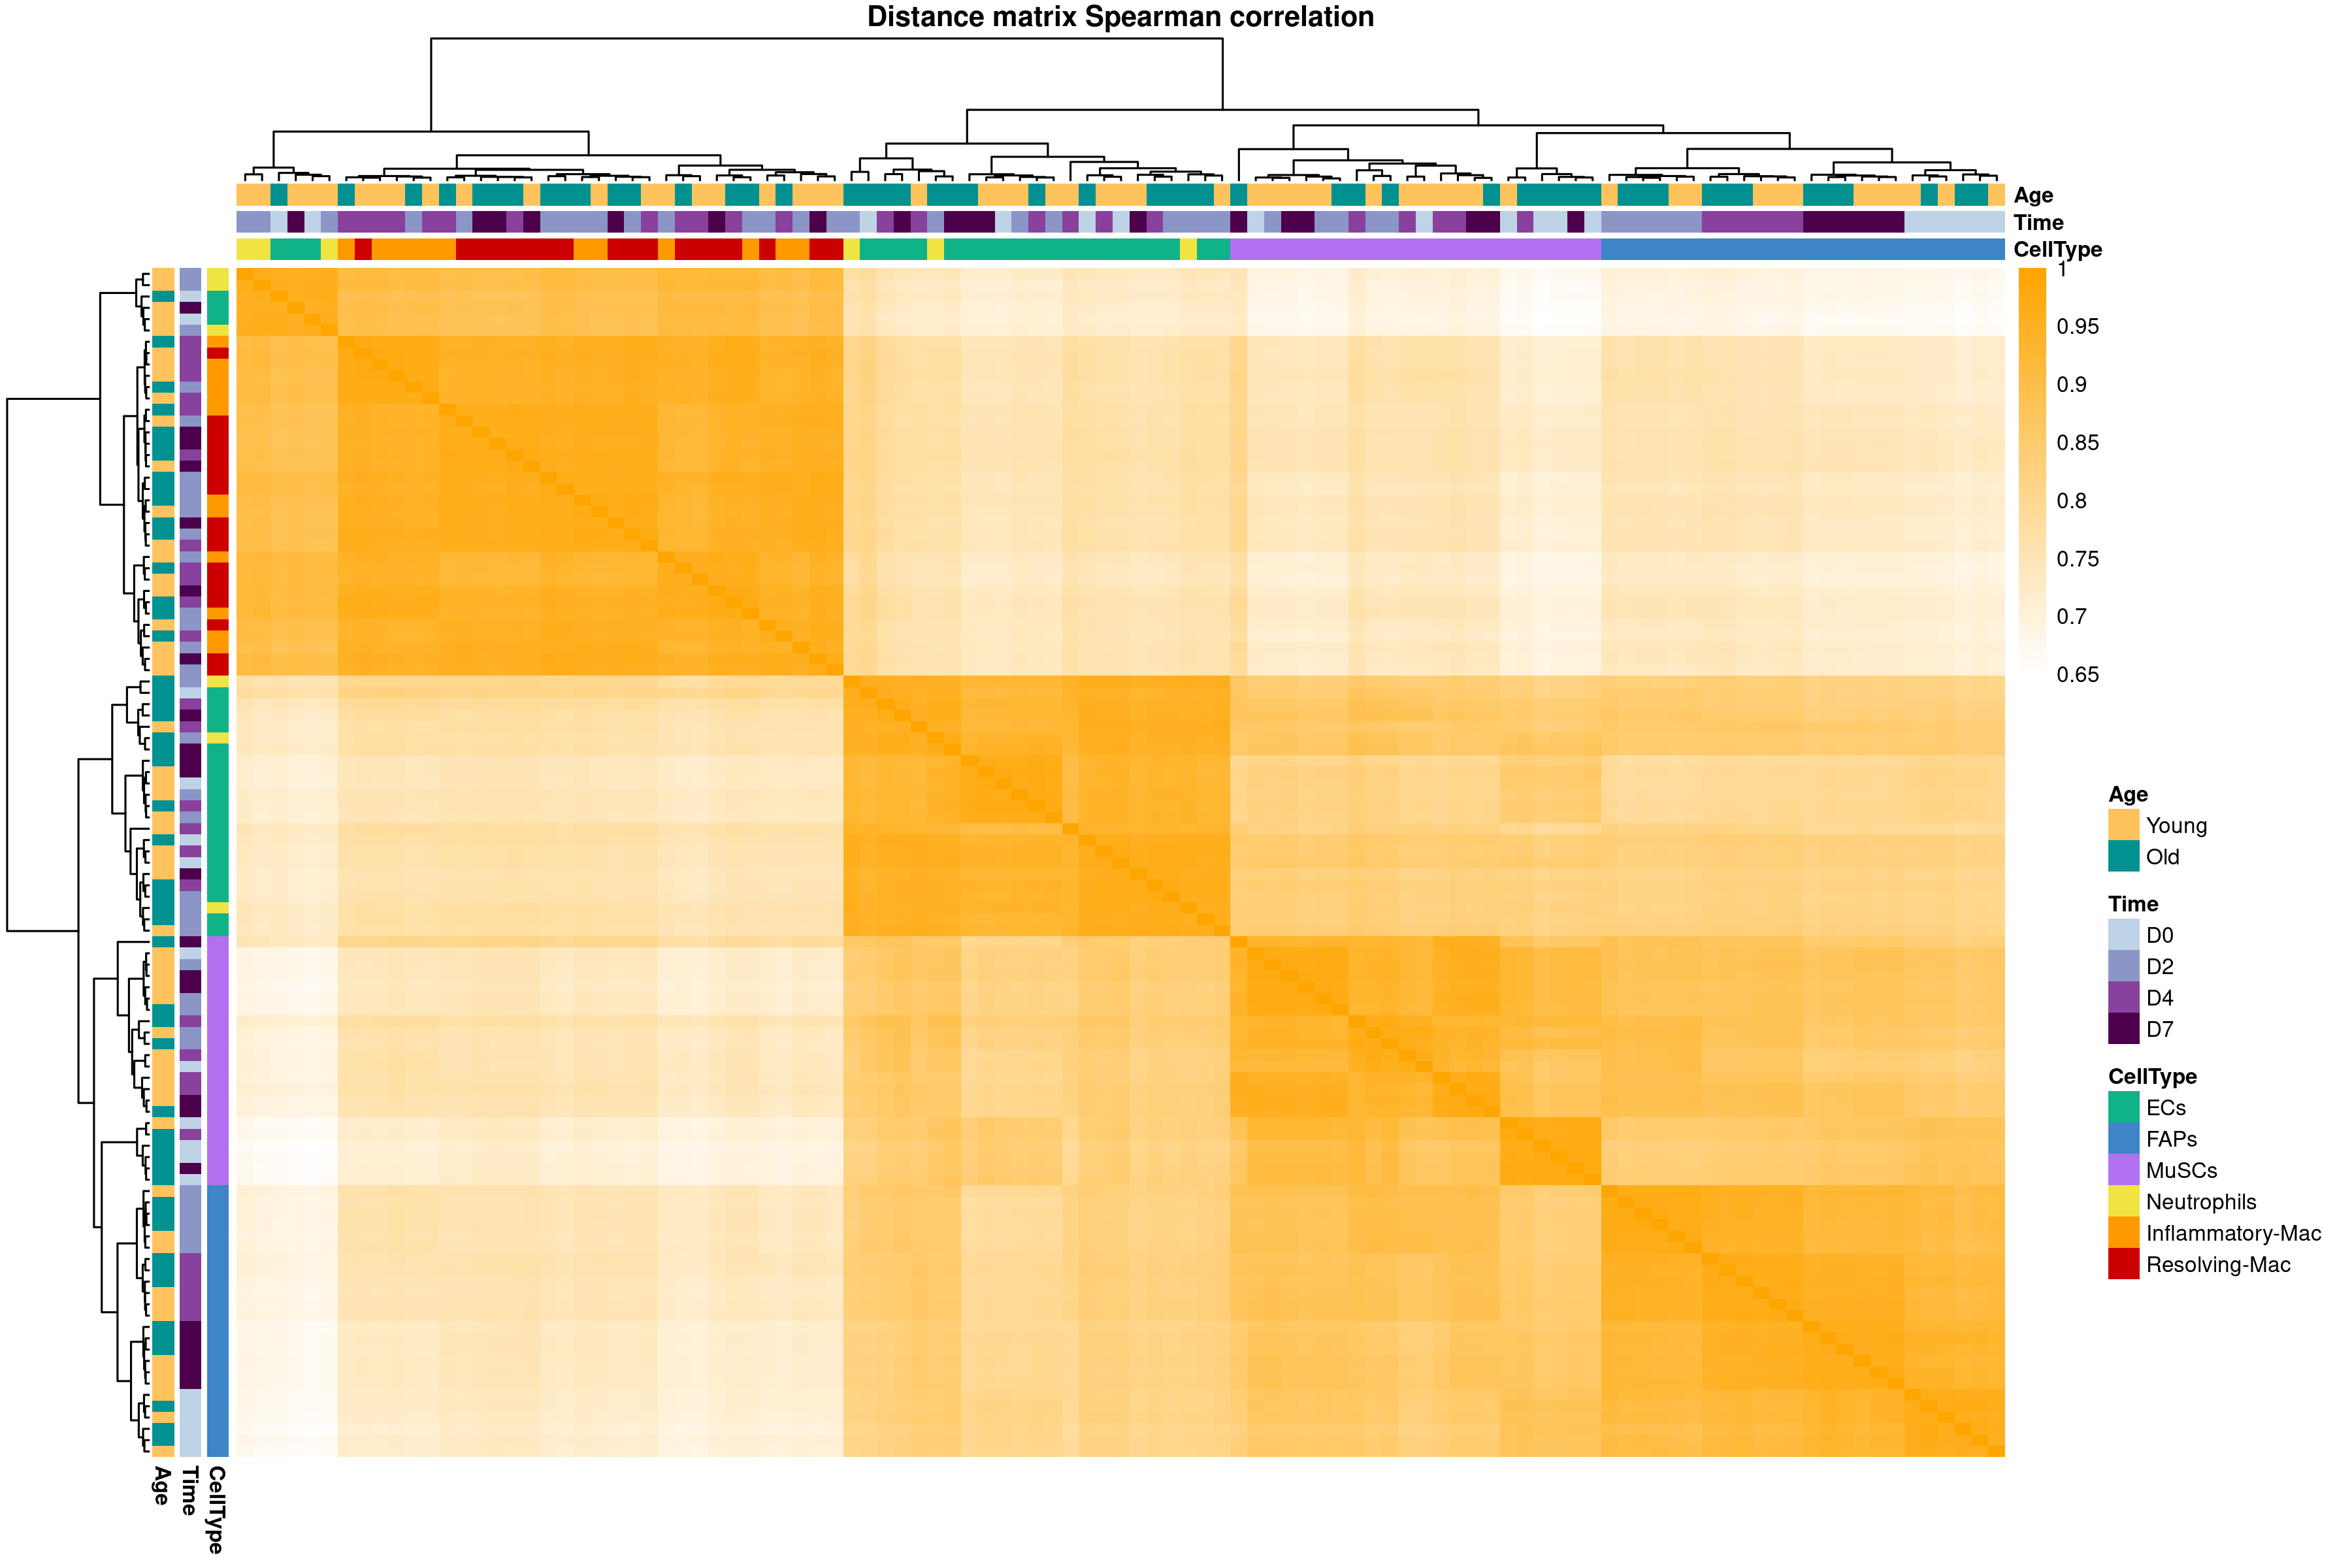 Distance matrix Spearman correlation
Age
Time
CellType
1
0.95
0.9
0.85
0.8
0.75
0.7
0.65
Age
Young
Old
Time
D0
D2
D4
D7
CellType
ECs
FAPs
MuSCs
Neutrophils
Inflammatory-Mac
Resolving-Mac
Age
Time
CellType